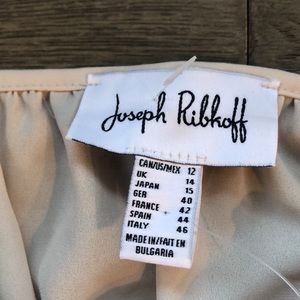 Joseph Ribkoff
CAN/US/MEX 12
UK 14
JAPAN 15
GER 40
FRANCE 42
SPAIN 44
ITALY 46
MADE IN/FAIT EN
BULGARIA